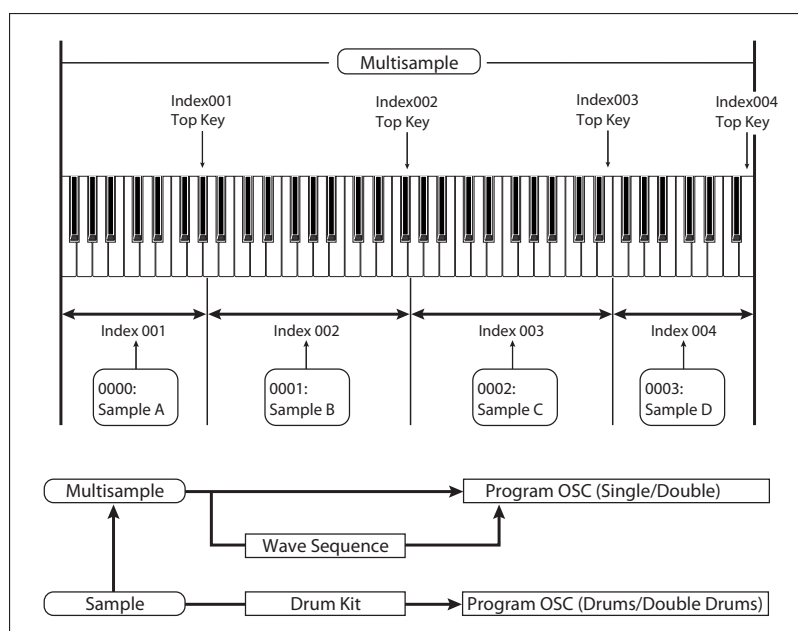 Multisample
Index001
Top Key
Index002
Top Key
Index003
Top Key
Index004
Top Key
Index 001
Index 002
Index 003
Index 004
0000:
Sample A
0001:
Sample B
0002:
Sample C
0003:
Sample D
Multisample
Program OSC (Single/Double)
Wave Sequence
Sample
Drum Kit
Program OSC (Drums/Double Drums)